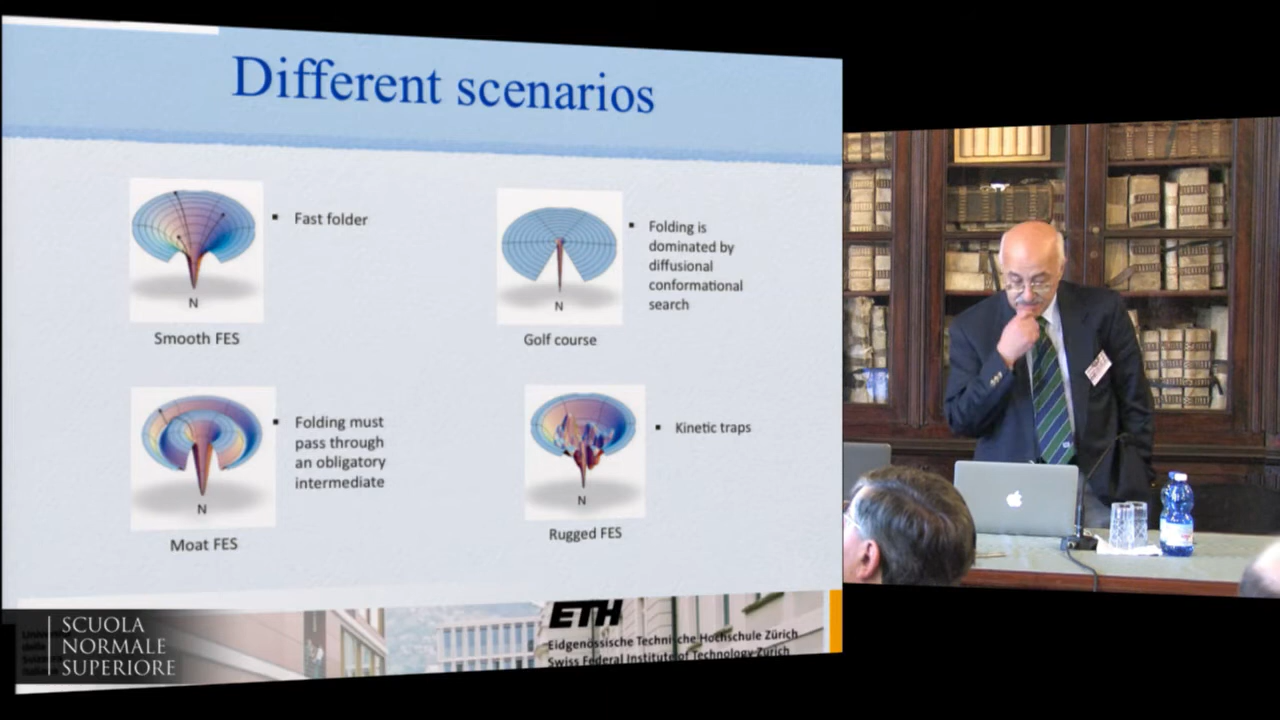 Different scenarios
Fast folder
N
Smooth FES
Folding is
dominated by
diffusional
conformational
search
N
Golf course
Folding must
pass through
an obligatory
intermediate
N
Moat FES
Kinetic traps
N
Rugged FES
SCUOLA
NORMALE
SUPERIORE
ETH
Eidgenössische Technische Hochschule Zürich
Swiss Federal Institute of Technology Zurich